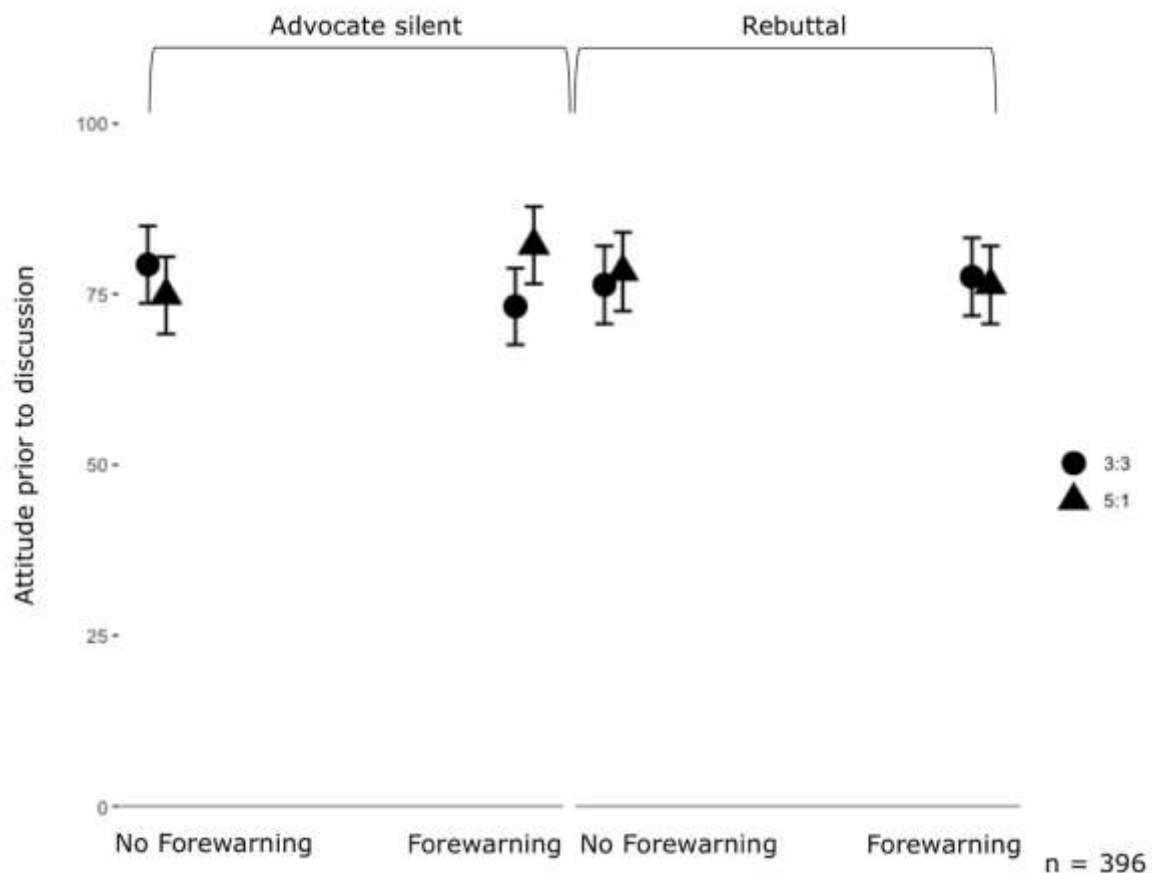 Advocate silent Rebuttal
100
75
50
25
0
Attitude prior to discussion
3:3
5:1
No Forewarning Forewarning No Forewarning Forewarning
n = 396